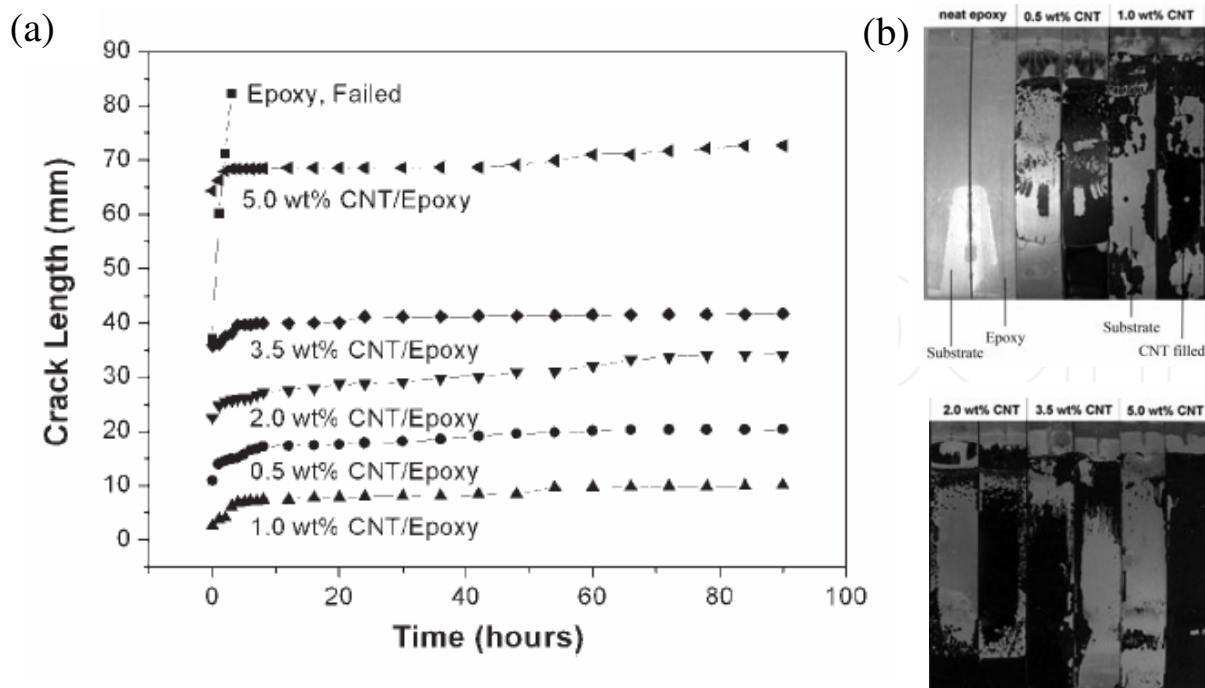 (a)
90
80
70
60
50
40
30
20
10
0
Crack Length (mm)
Epoxy, Failed
5.0 wt% CNT/Epoxy
3.5 wt% CNT/Epoxy
2.0 wt% CNT/Epoxy
0.5 wt% CNT/Epoxy
1.0 wt% CNT/Epoxy
0 20 40 60 80 100
Time (hours)
(b)
neat epoxy 0.5 wt% CNT 1.0 wt% CNT
Substrate
Epoxy
Substrate
CNT filled
2.0 wt% CNT 3.5 wt% CNT 5.0 wt% CNT